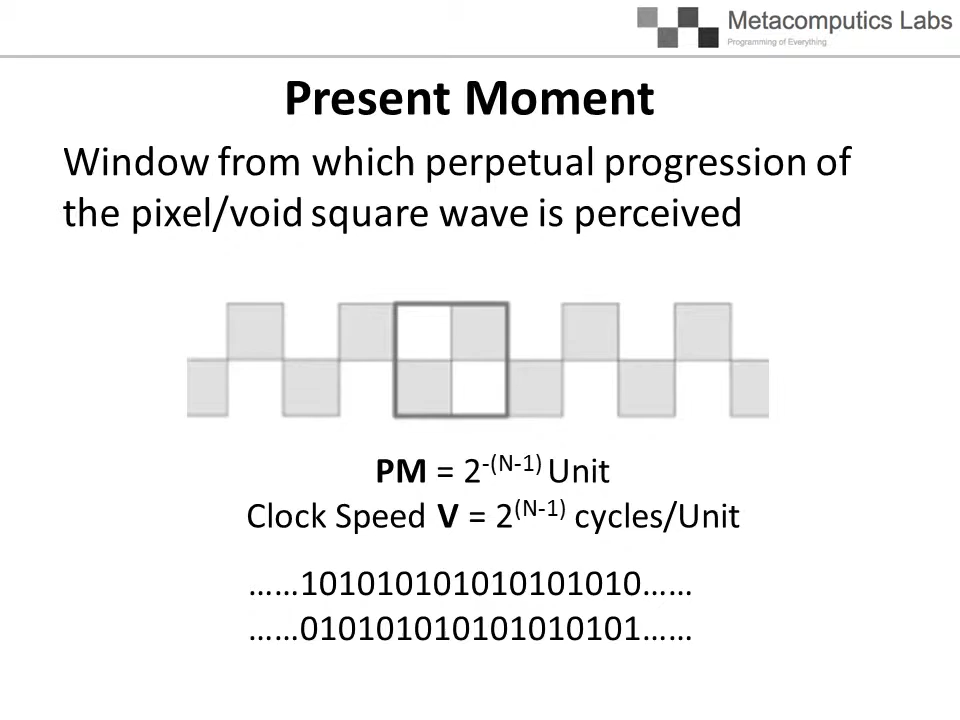 Metacomputics Labs
Programming of Everything
Present Moment
Window from which perpetual progression of
the pixel/void square wave is perceived
PM = 2^-(N-1) Unit
Clock Speed V = 2^(N-1) cycles/Unit
......101010101010101010......
......010101010101010101......